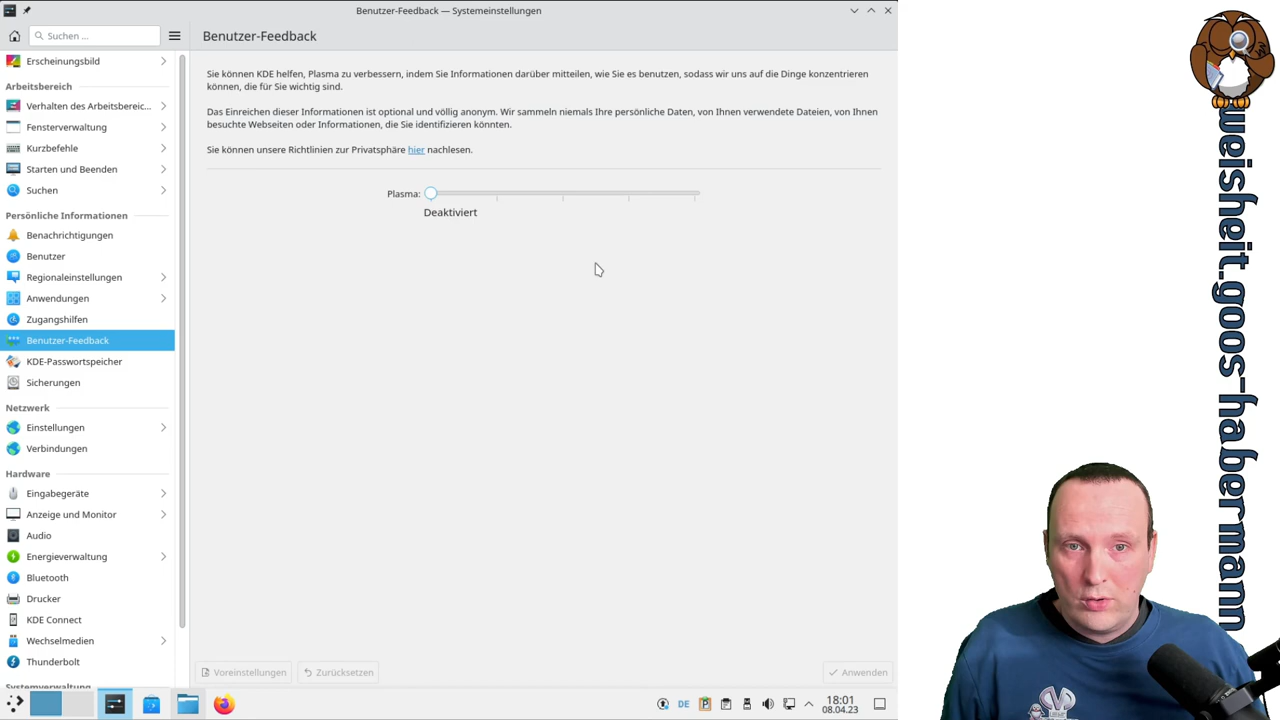 Benutzer-Feedback — Systemeinstellungen
Suchen ...
Benutzer-Feedback
Erscheinungsbild
Arbeitsbereich
Verhalten des Arbeitsbereic...
Fensterverwaltung
Kurzbefehle
Starten und Beenden
Suchen
Persönliche Informationen
Benachrichtigungen
Benutzer
Regionaleinstellungen
Anwendungen
Zugangshilfen
Benutzer-Feedback
KDE-Passwortspeicher
Sicherungen
Netzwerk
Einstellungen
Verbindungen
Hardware
Eingabegeräte
Anzeige und Monitor
Audio
Energieverwaltung
Bluetooth
Drucker
KDE Connect
Wechselmedien
Thunderbolt
Systemverwaltung
Sie können KDE helfen, Plasma zu verbessern, indem Sie Informationen darüber mitteilen, wie Sie es benutzen, sodass wir uns auf die Dinge konzentrieren
können, die für Sie wichtig sind.
Das Einreichen dieser Informationen ist optional und völlig anonym. Wir sammeln niemals Ihre persönliche Daten, von Ihnen verwendete Dateien, von Ihnen
besuchte Webseiten oder Informationen, die Sie identifizieren könnten.
Sie können unsere Richtlinien zur Privatsphäre hier nachlesen.
Plasma:
Deaktiviert
Voreinstellungen
Zurücksetzen
Anwenden
DE
18:01
08.04.23
weisheit.goos-habermann